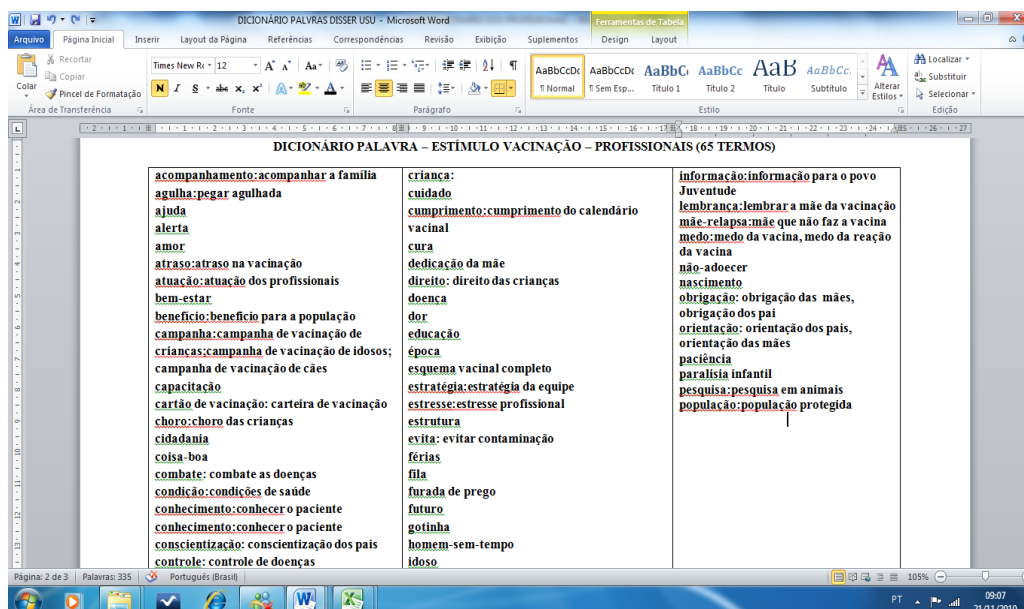 DICIONÁRIO PALVRAS DISSER USU - Microsoft Word
Ferramentas de Tabela
Arquivo
Página Inicial
Inserir
Layout da Página
Referências
Correspondências
Revisão
Exibição
Suplementos
Design
Layout
Colar
Recortar
Copiar
Pincel de Formatação
Área de Transferência
Times New Rc
12
Fonte
Parágrafo
AaBbCcDc
¶ Normal
AaBbCcDc
¶ Sem Esp...
AaBbC
Título 1
AaBbCc
Título 2
AaB
Título
AaBbCc.
Subtítulo
Alterar
Estilos
Estilo
Localizar
Substituir
Selecionar
Edição
DICIONÁRIO PALAVRA – ESTÍMULO VACINAÇÃO – PROFISSIONAIS (65 TERMOS)
acompanhamento:acompanhar a família
agulha:pegar agulhada
ajuda
alerta
amor
atraso:atraso na vacinação
atuação:atuação dos profissionais
bem-estar
benefício:benefício para a população
campanha:campanha de vacinação de
crianças;campanha de vacinação de idosos;
campanha de vacinação de cães
capacitação
cartão de vacinação: carteira de vacinação
choro:choro das crianças
cidadania
coisa-boa
combate: combate as doenças
condição:condições de saúde
conhecimento:conhecer o paciente
conhecimento:conhecer o paciente
conscientização: conscientização dos pais
controle: controle de doenças
criança:
cuidado
cumprimento:cumprimento do calendário
vacinal
cura
dedicação da mãe
direito: direito das crianças
doença
dor
educação
época
esquema vacinal completo
estratégia:estratégia da equipe
estresse:estresse profissional
estrutura
evita: evitar contaminação
férias
fila
furada de prego
futuro
gotinha
homem-sem-tempo
idoso
informação:informação para o povo
Juventude
lembrança:lembrar a mãe da vacinação
mãe-relapsa:mãe que não faz a vacina
medo:medo da vacina, medo da reação
da vacina
não-adoecer
nascimento
obrigação: obrigação das mães,
obrigação dos pai
orientação: orientação dos pais,
orientação das mães
paciência
paralisia infantil
pesquisa:pesquisa em animais
população:população protegida
Página: 2 de 3
Palavras: 335
Português (Brasil)
105%
PT
09:07
21/11/2010